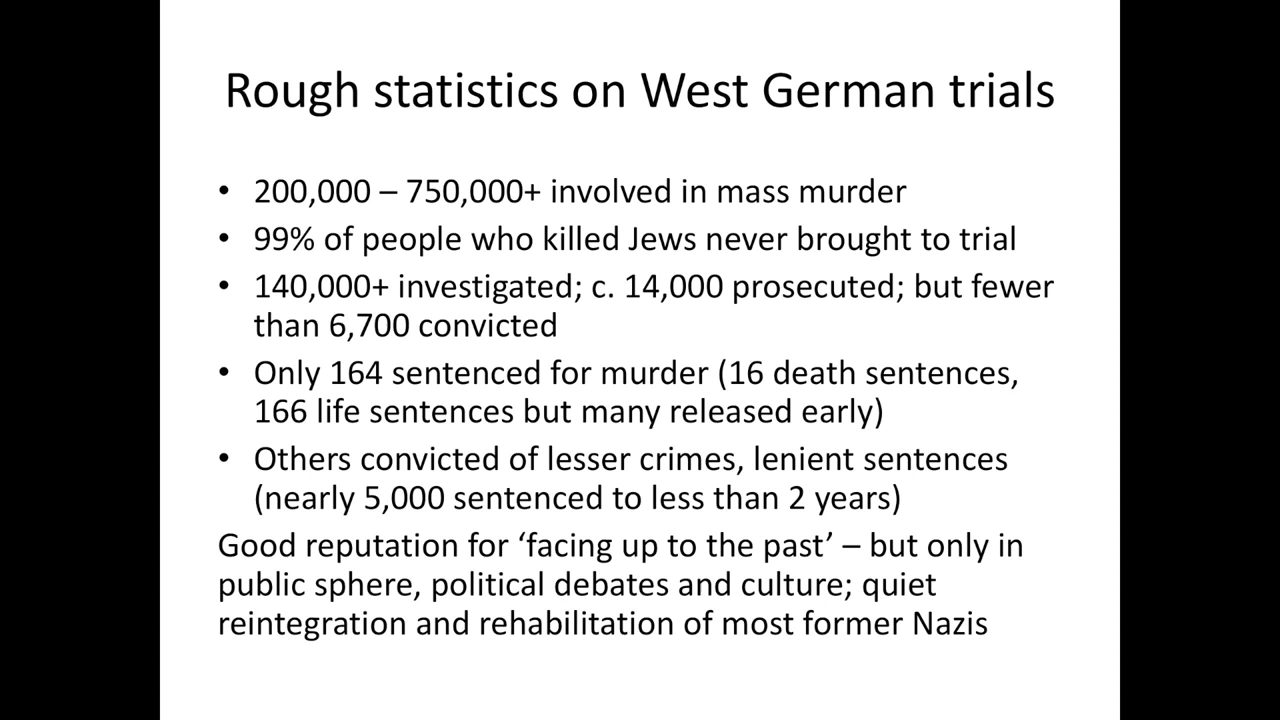 Rough statistics on West German trials
• 200,000 – 750,000+ involved in mass murder
• 99% of people who killed Jews never brought to trial
• 140,000+ investigated; c. 14,000 prosecuted; but fewer
than 6,700 convicted
• Only 164 sentenced for murder (16 death sentences,
166 life sentences but many released early)
• Others convicted of lesser crimes, lenient sentences
(nearly 5,000 sentenced to less than 2 years)
Good reputation for ‘facing up to the past’ – but only in
public sphere, political debates and culture; quiet
reintegration and rehabilitation of most former Nazis